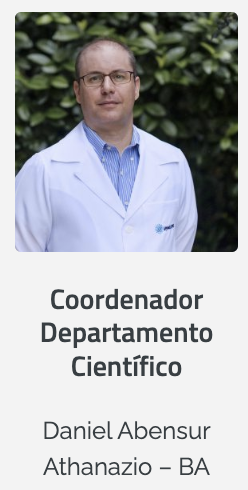 Coordenador
Departamento
Científico
Daniel Abensur
Athanazio – BA